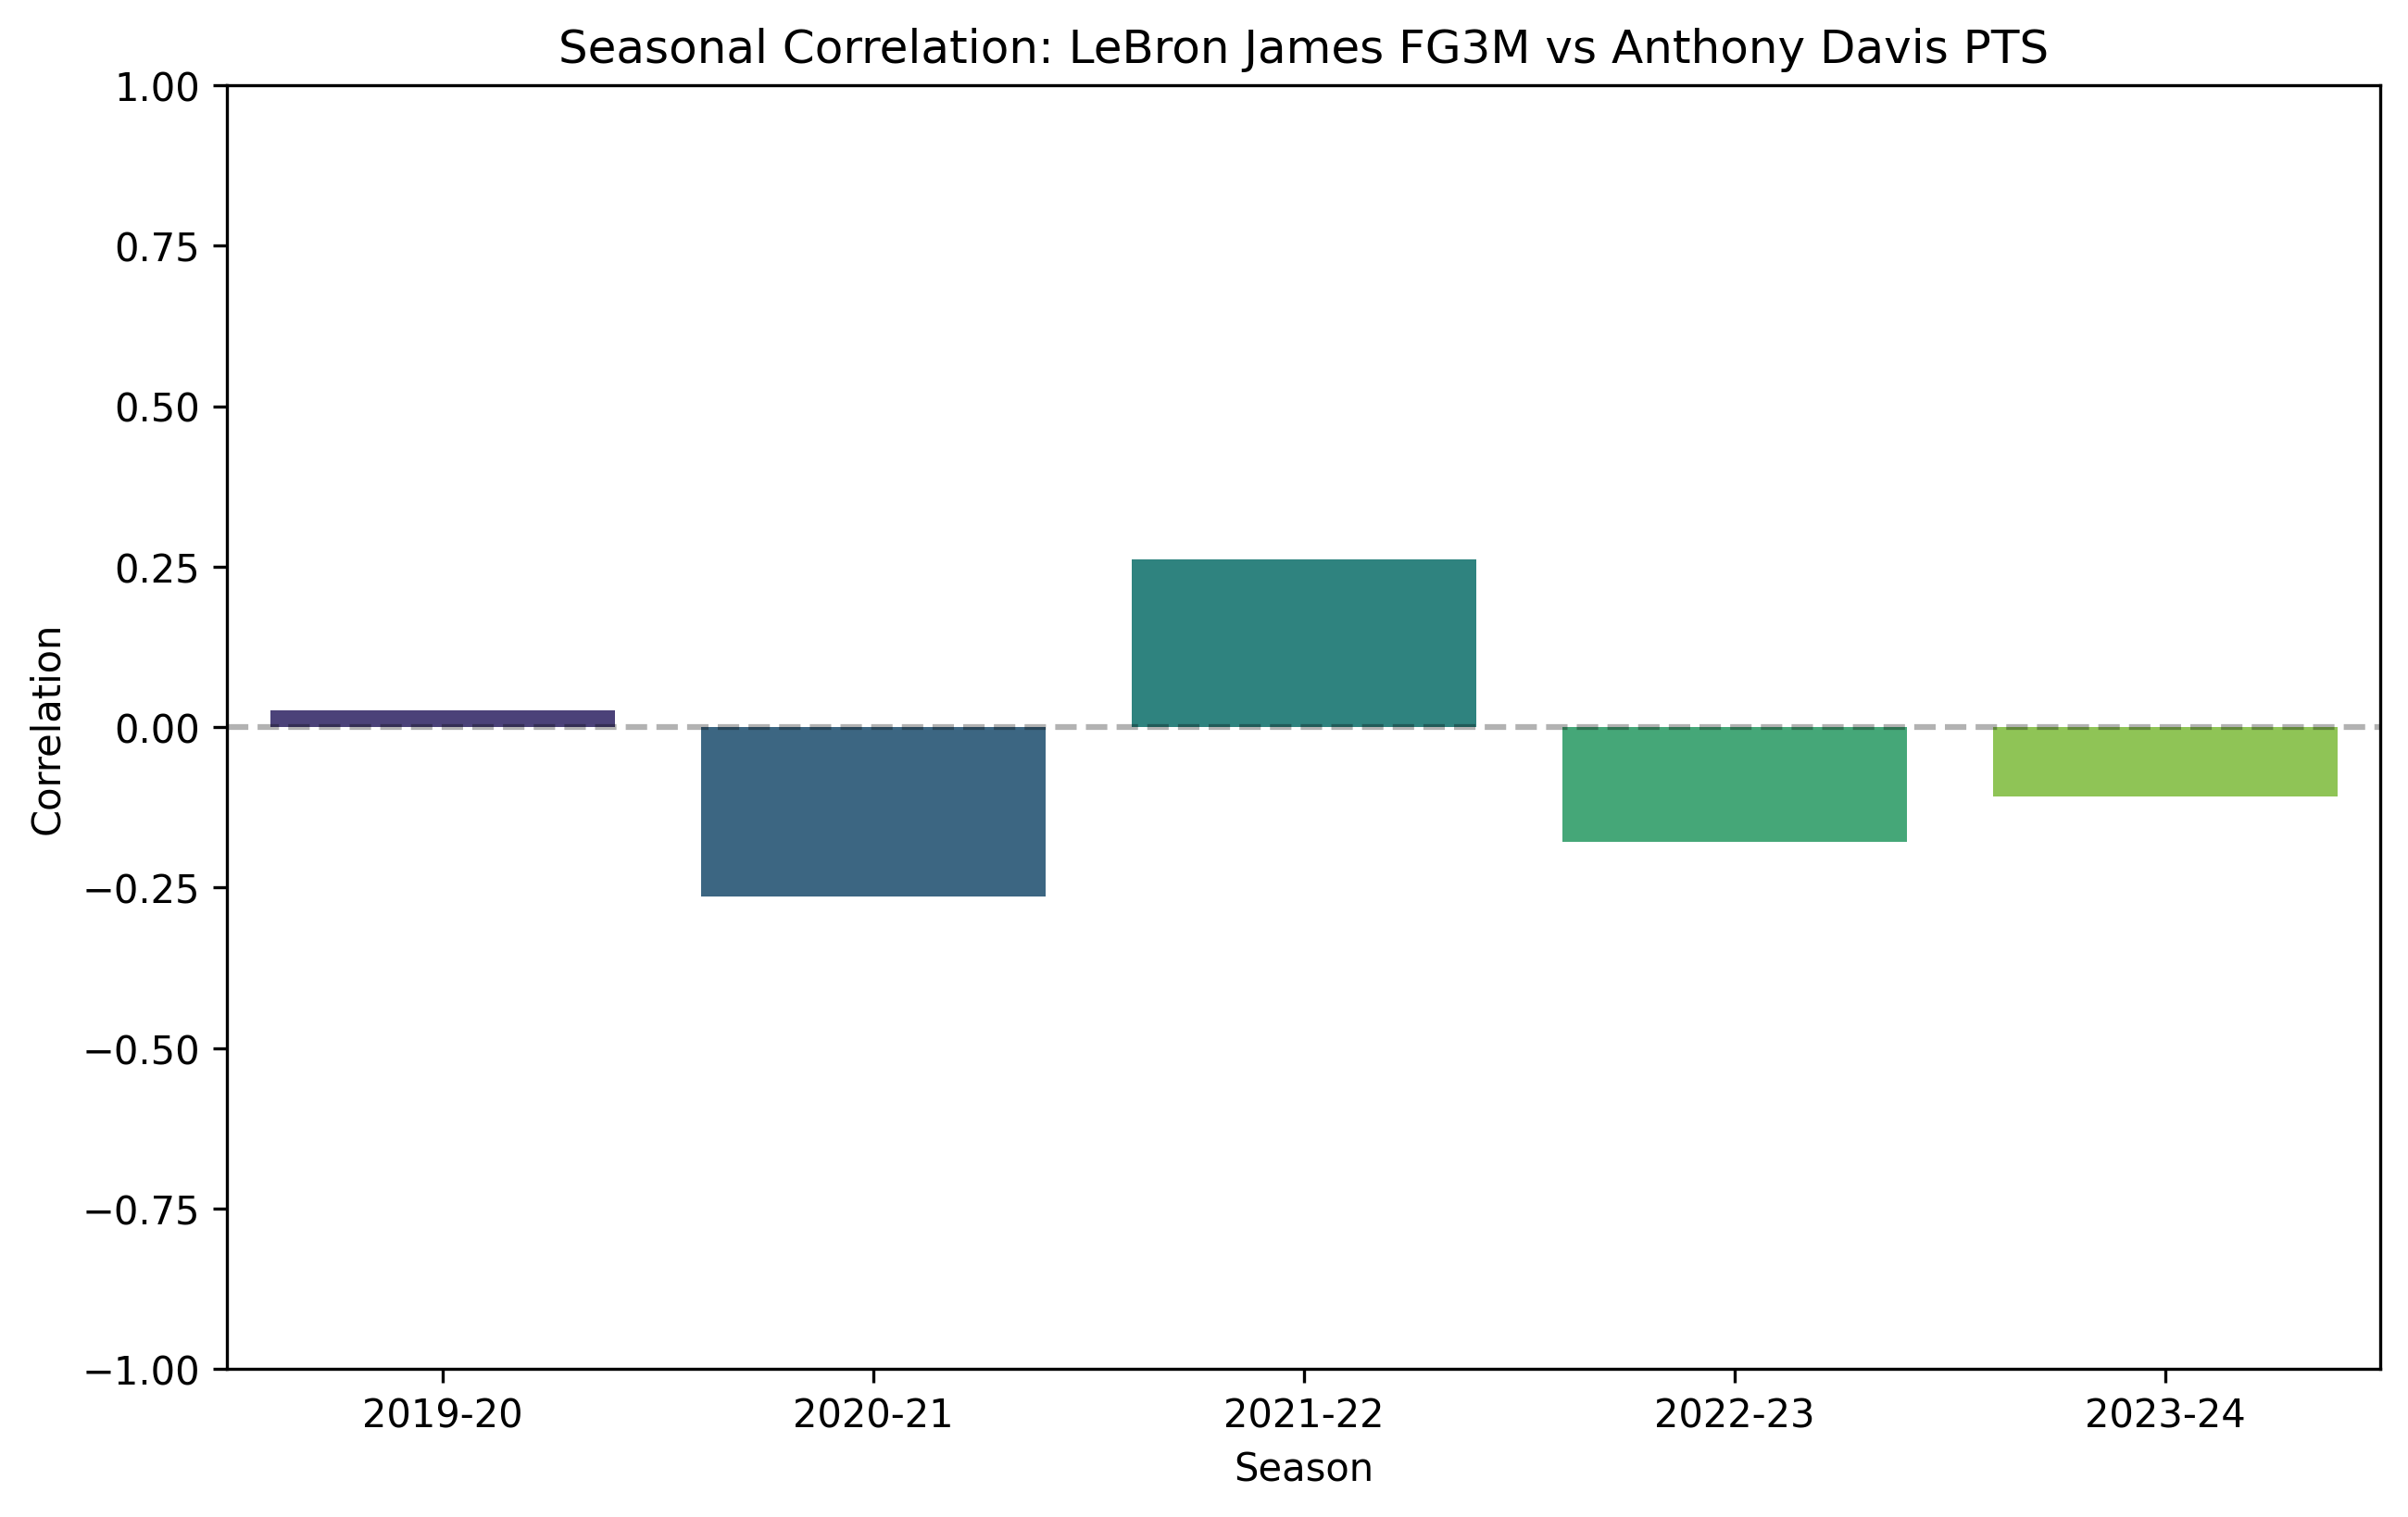 Seasonal Correlation: LeBron James FG3M vs Anthony Davis PTS
1.00
0.75
0.50
0.25
0.00
−0.25
−0.50
−0.75
−1.00
Correlation
2019-20 2020-21 2021-22 2022-23 2023-24
Season